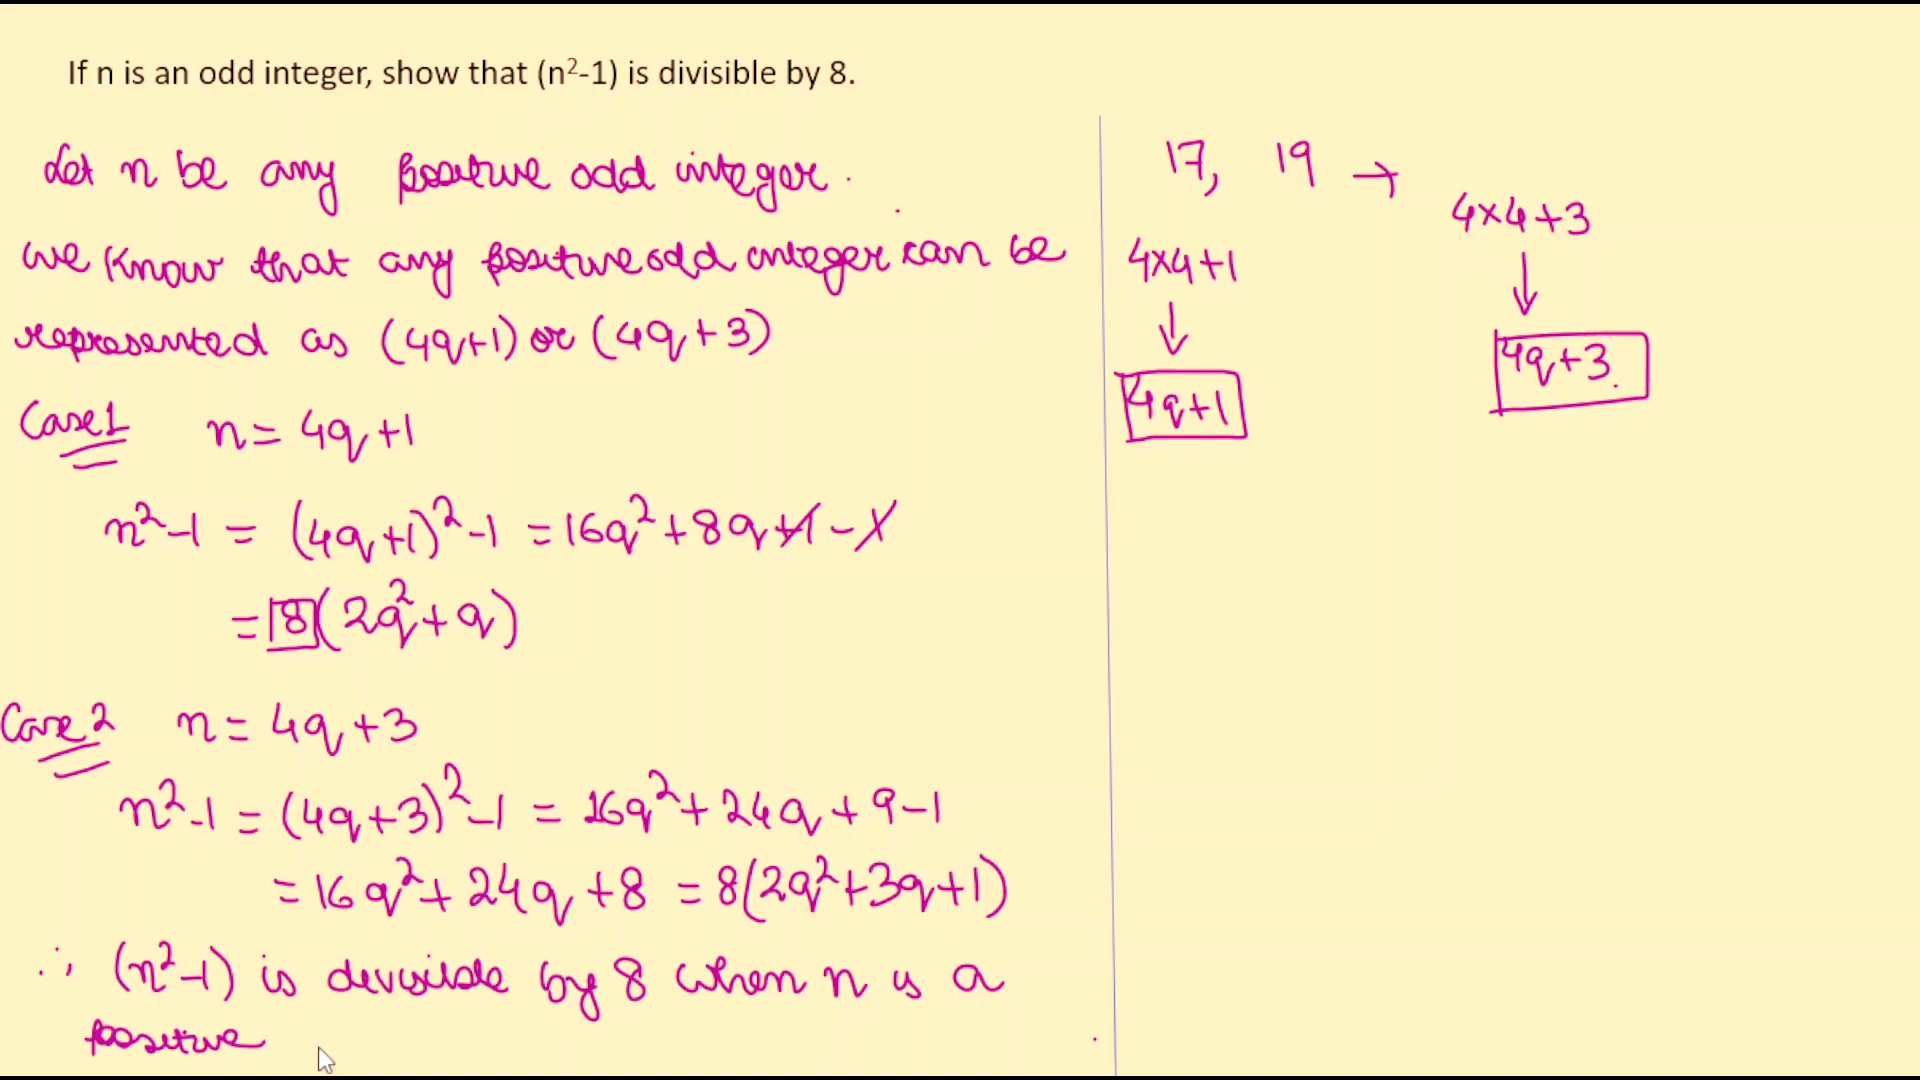 If n is an odd integer, show that (n²-1) is divisible by 8.
Let n be any positive odd integer.
we know that any positive odd integer can be
represented as (4q+1) or (4q+3)
Case 1 n = 4q+1
n²-1 = (4q+1)²-1 = 16q²+8q+1-1
= 8(2q²+q)
Case 2 n = 4q+3
n²-1 = (4q+3)²-1 = 16q²+24q+9-1
= 16q²+24q+8 = 8(2q²+3q+1)
∴ (n²-1) is divisible by 8 when n is a
positive
17, 19 →
4×4+3
4×4+1
↓
↓
4q+3
4q+1